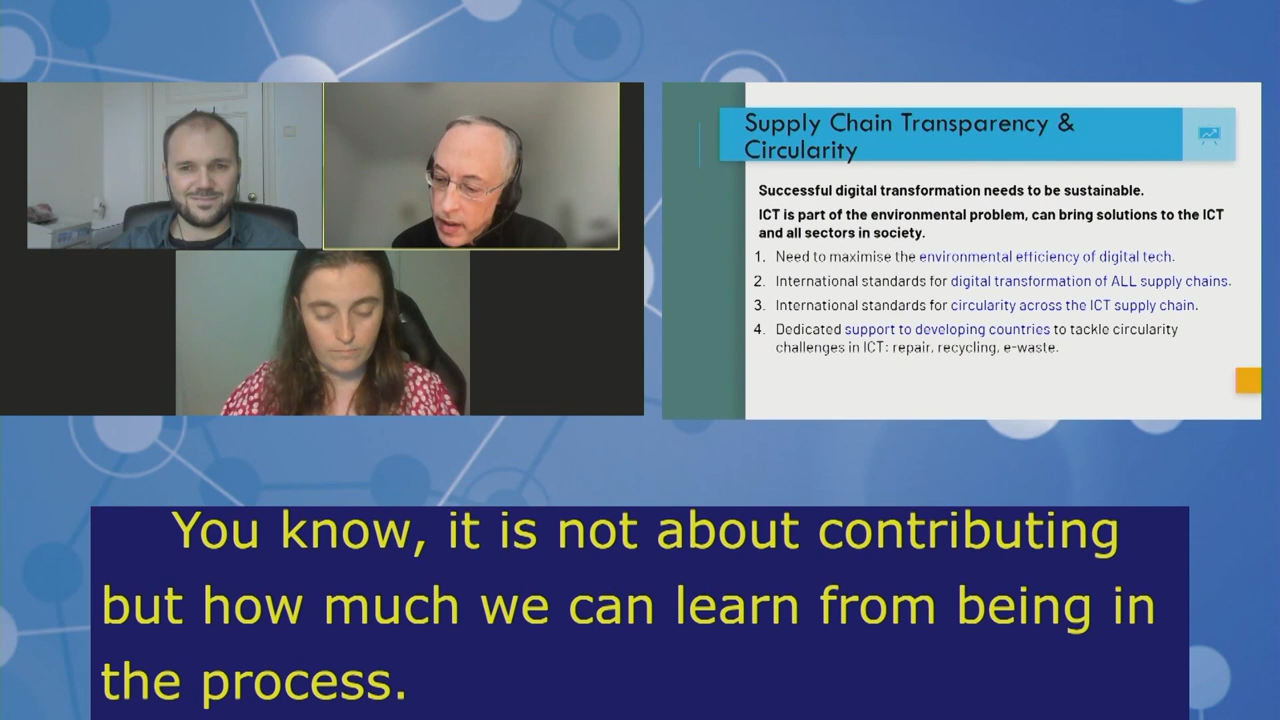 Supply Chain Transparency &
Circularity
Successful digital transformation needs to be sustainable.
ICT is part of the environmental problem, can bring solutions to the ICT
and all sectors in society.
1. Need to maximise the environmental efficiency of digital tech.
2. International standards for digital transformation of ALL supply chains.
3. International standards for circularity across the ICT supply chain.
4. Dedicated support to developing countries to tackle circularity
challenges in ICT: repair, recycling, e-waste.
You know, it is not about contributing
but how much we can learn from being in
the process.